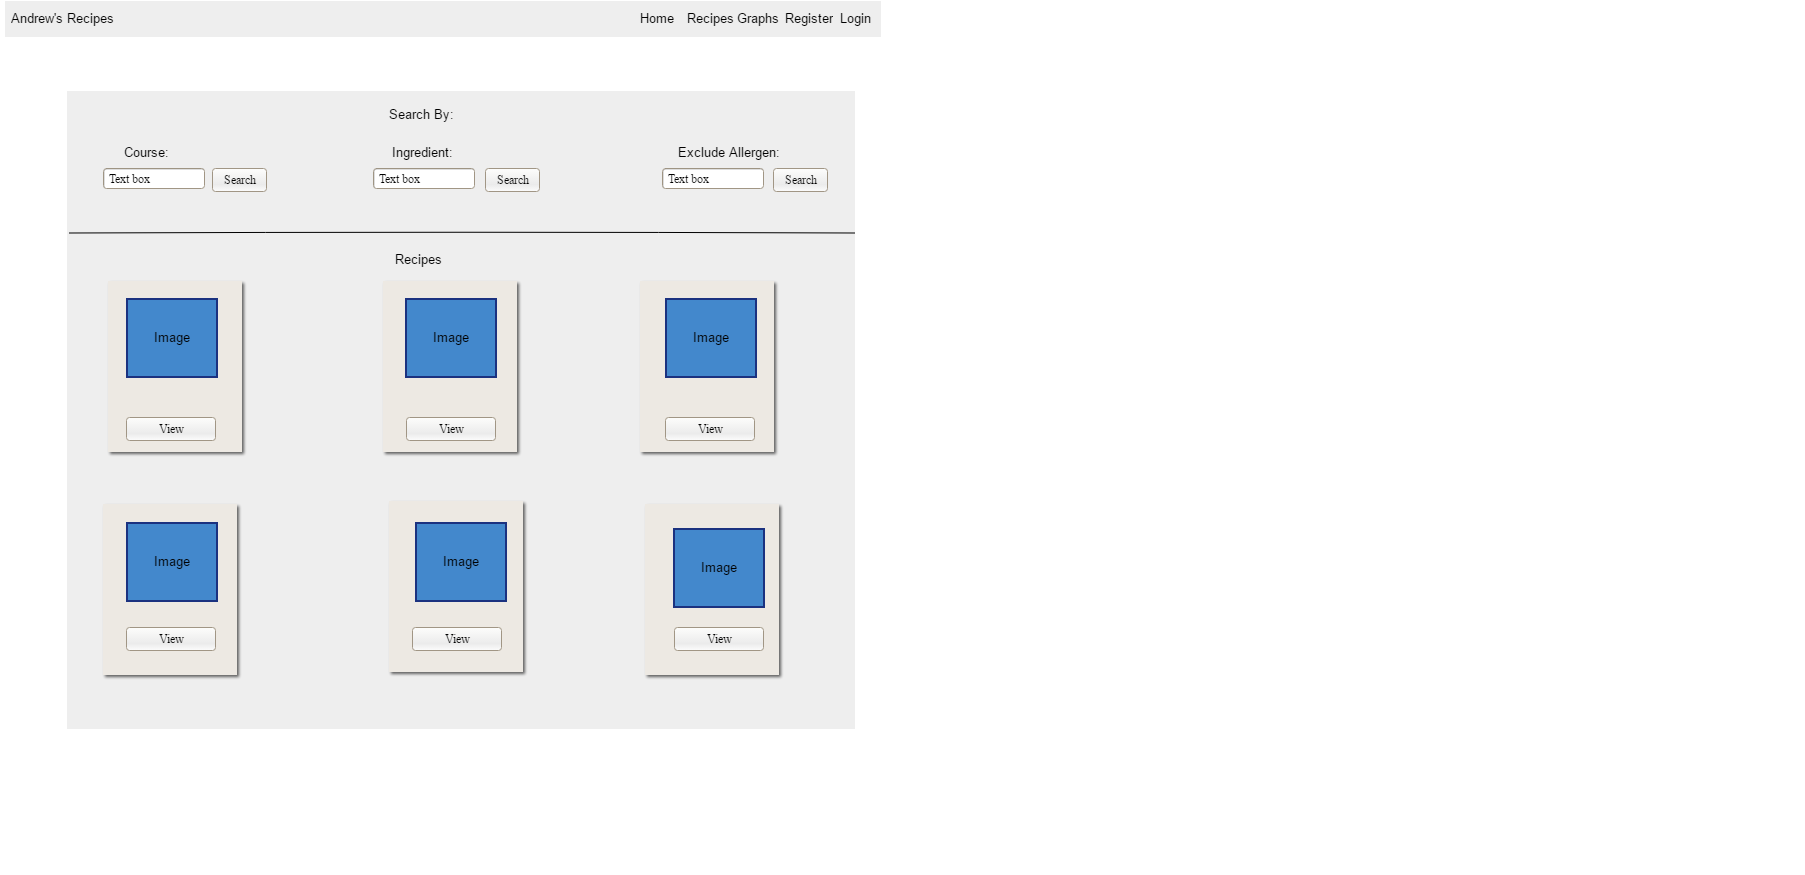 Andrew's Recipes Home Recipes Graphs Register Login
Search By:
Course: Ingredient: Exclude Allergen:
Text box Search Text box Search Text box Search
Recipes
Image Image Image
View View View
Image Image Image
View View View